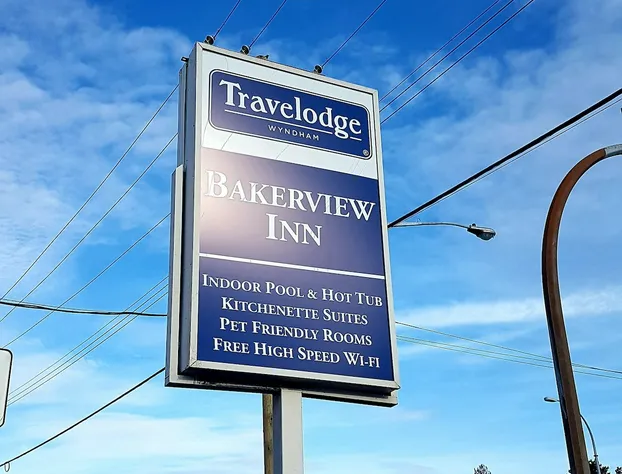 Travelodge
WYNDHAM
®
BAKERVIEW
INN
INDOOR POOL & HOT TUB
KITCHENETTE SUITES
PET FRIENDLY ROOMS
FREE HIGH SPEED WI-FI